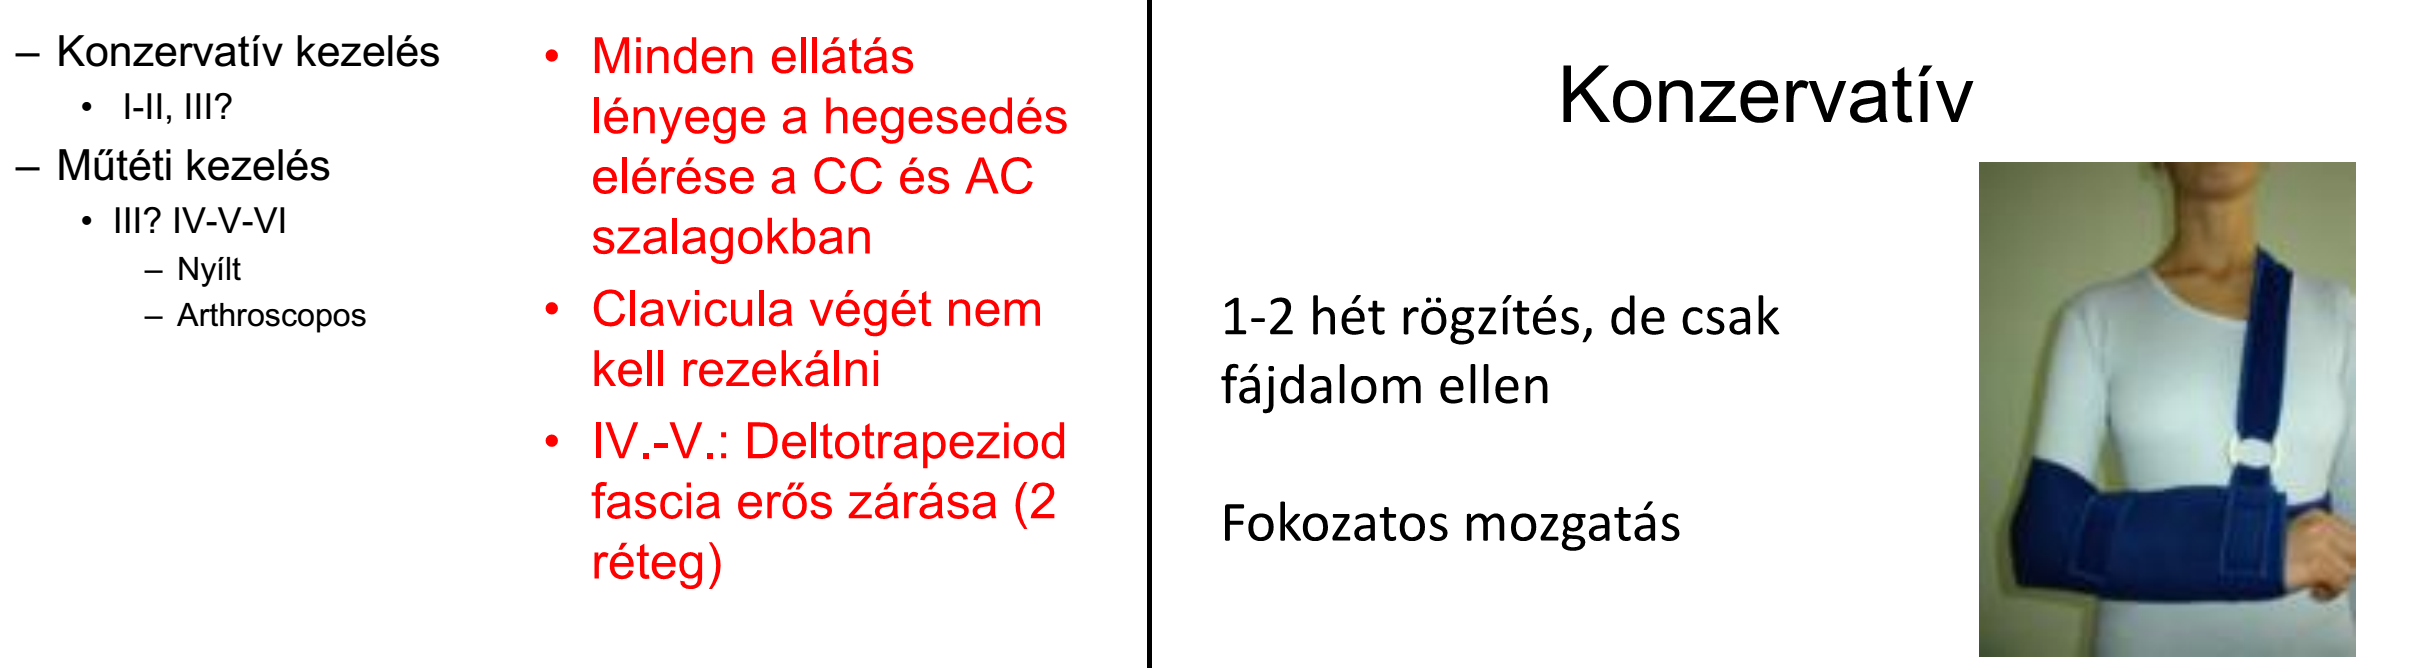 – Konzervatív kezelés
• I-II, III?
– Műtéti kezelés
• III? IV-V-VI
– Nyílt
– Arthroscopos
• Minden ellátás
lényege a hegesedés
elérése a CC és AC
szalagokban
• Clavicula végét nem
kell rezekálni
• IV.-V.: Deltotrapeziod
fascia erős zárása (2
réteg)
Konzervatív
1-2 hét rögzítés, de csak
fájdalom ellen
Fokozatos mozgatás